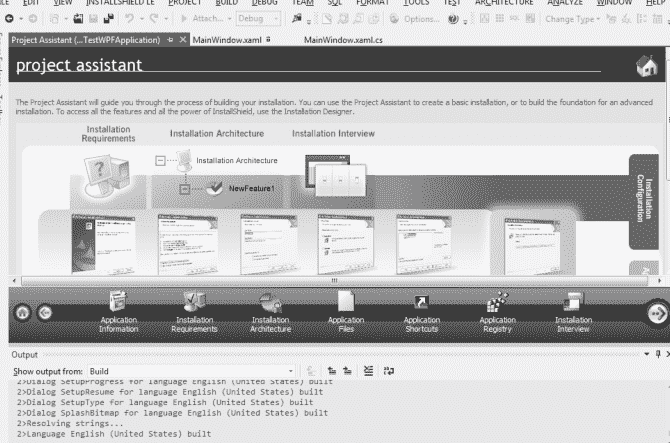 EDIT VIEW INSTALLSHIELD LE PROJECT BUILD DEBUG TEAM SQL FORMAT TOOLS TEST ARCHITECTURE ANALYZE WINDOW HELP
Attach... Debug Options... Change Type
Project Assistant (...TestWPFApplication) MainWindow.xaml MainWindow.xaml.cs
project assistant
The Project Assistant will guide you through the process of building your installation. You can use the Project Assistant to create a basic installation, or to build the foundation for an advanced
installation. To access all the features and all the power of InstallShield, use the Installation Designer.
Installation Requirements
Installation Architecture
Installation Interview
Installation Architecture
NewFeature1
Installation Configuration
Application Information
Installation Requirements
Installation Architecture
Application Files
Application Shortcuts
Application Registry
Installation Interview
Output
Show output from: Build
2>Dialog SetupProgress for language English (United States) built
2>Dialog SetupResume for language English (United States) built
2>Dialog SetupType for language English (United States) built
2>Dialog SplashBitmap for language English (United States) built
2>Resolving strings...
2>Language English (United States) built